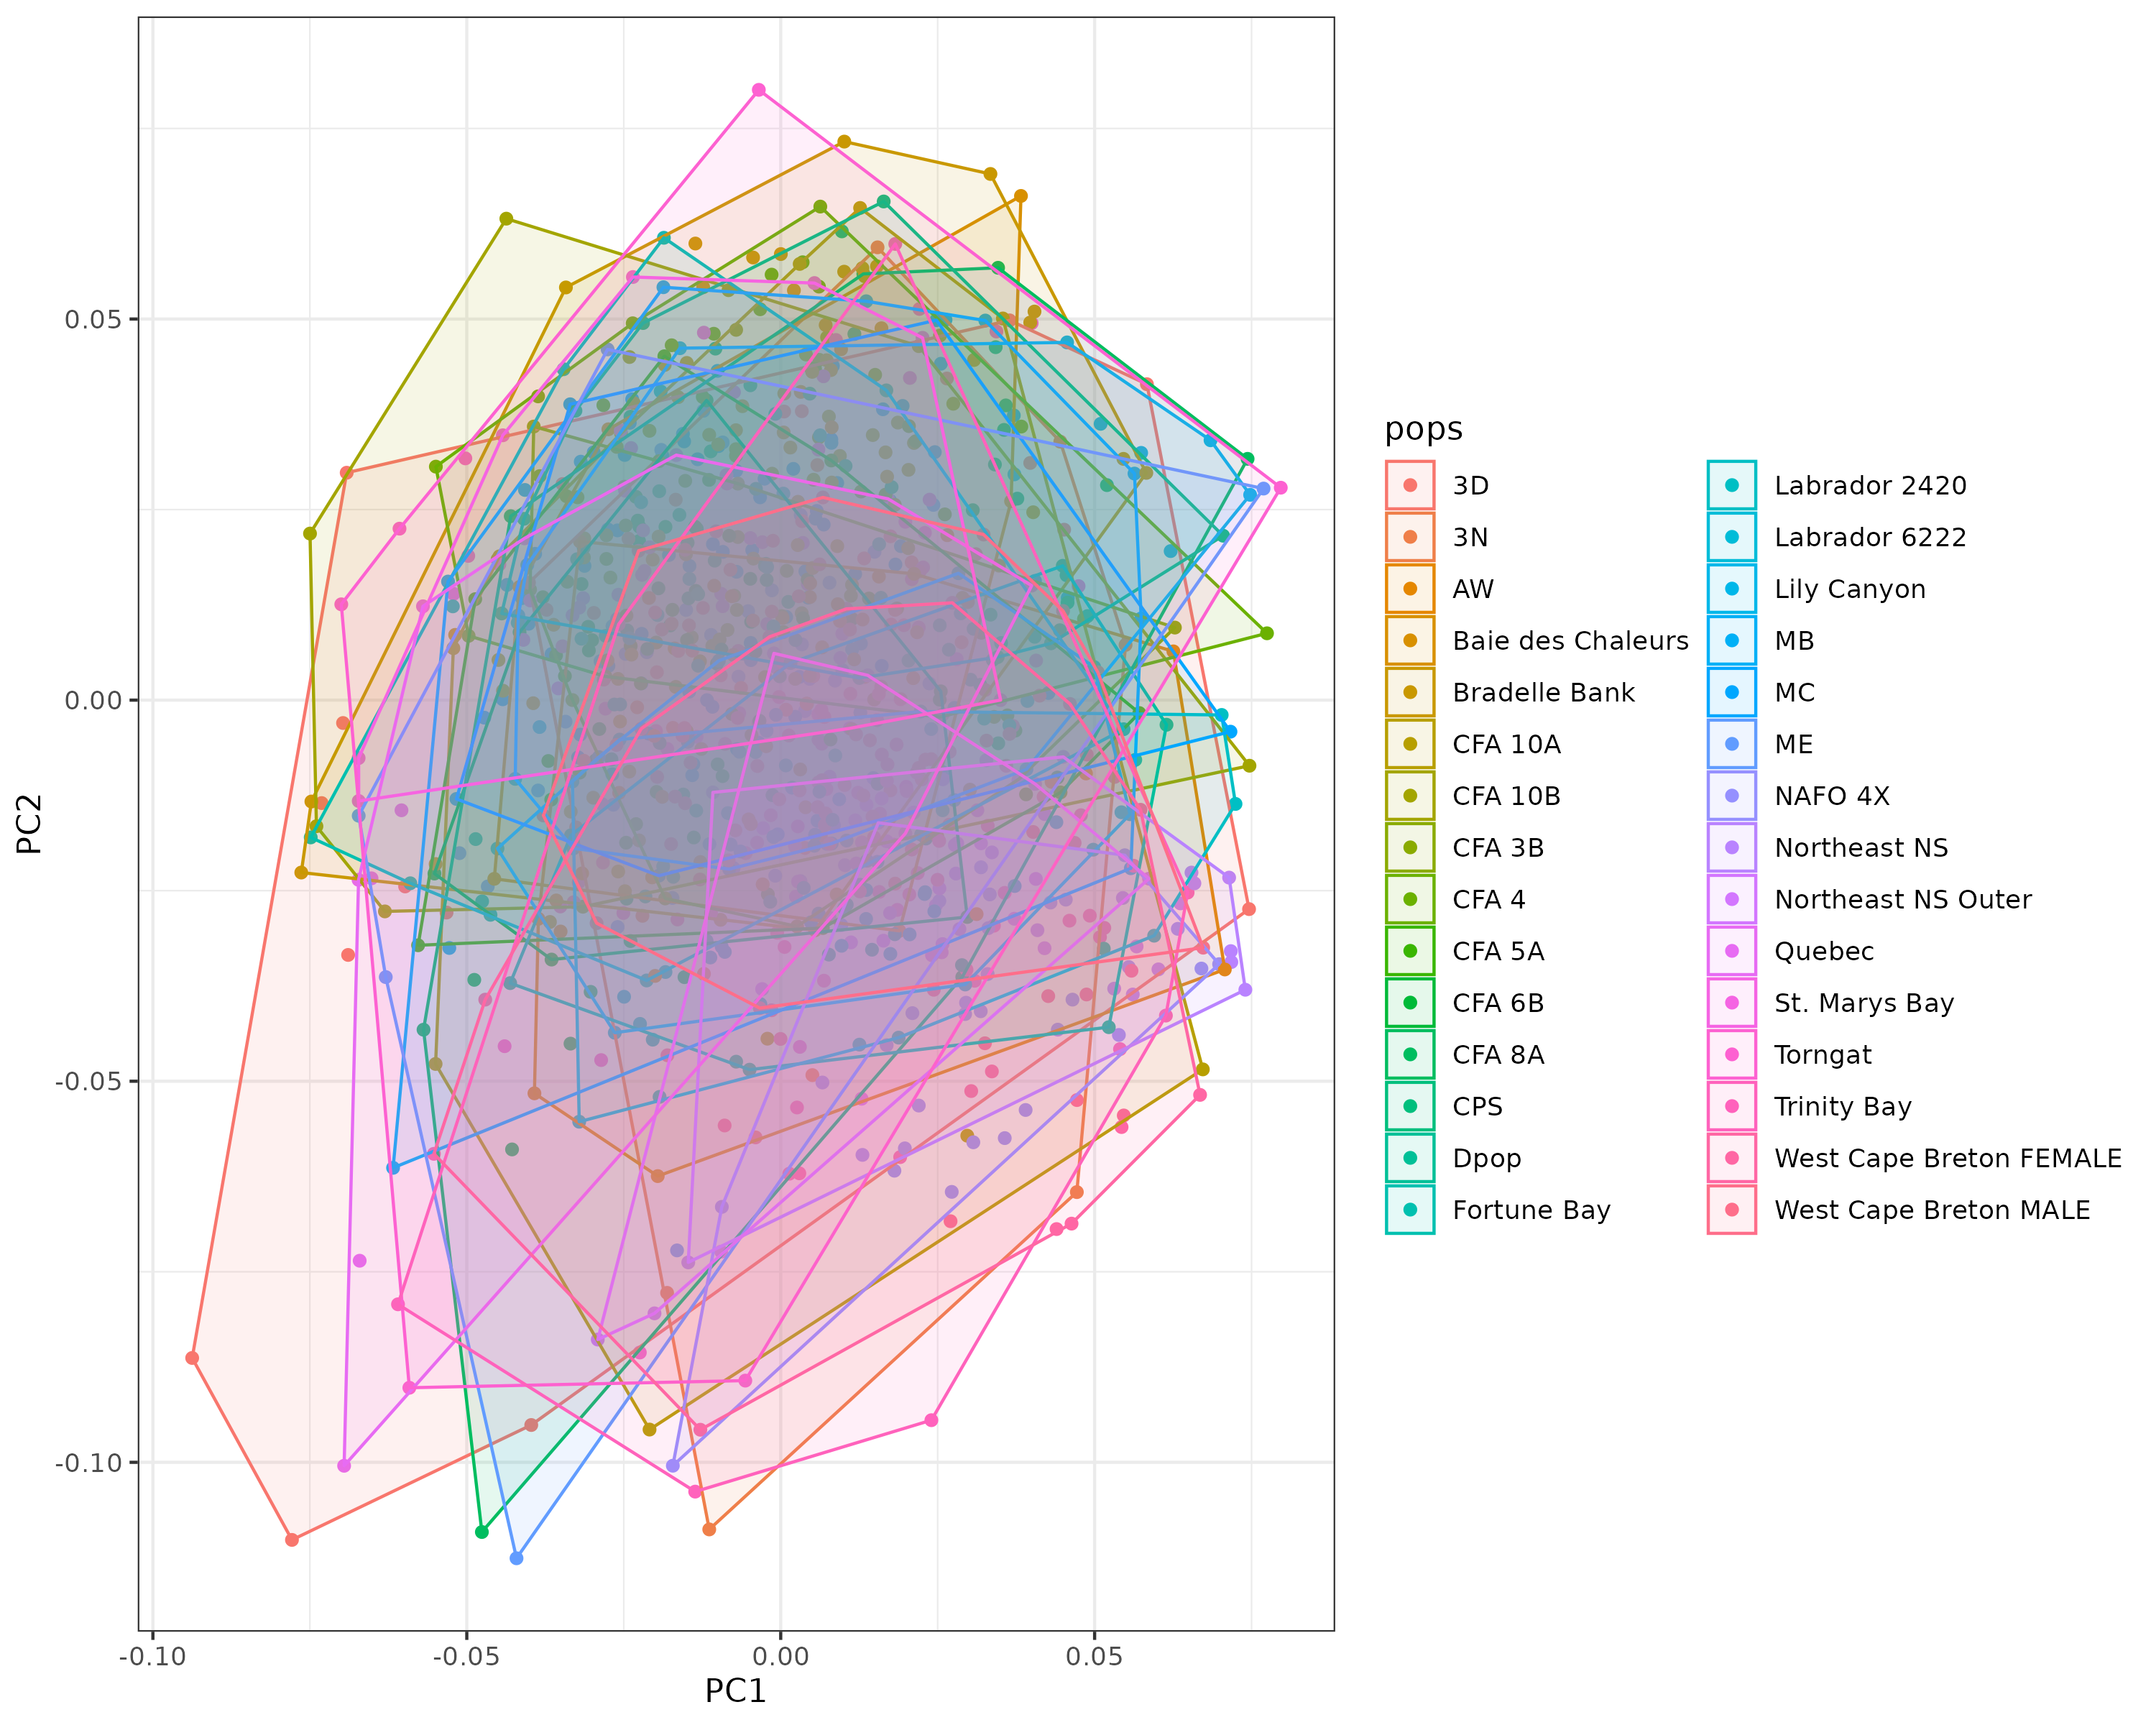 0.05
0.00
-0.05
-0.10
PC2
-0.10
-0.05
0.00
0.05
PC1
pops
3D
3N
AW
Baie des Chaleurs
Bradelle Bank
CFA 10A
CFA 10B
CFA 3B
CFA 4
CFA 5A
CFA 6B
CFA 8A
CPS
Dpop
Fortune Bay
Labrador 2420
Labrador 6222
Lily Canyon
MB
MC
ME
NAFO 4X
Northeast NS
Northeast NS Outer
Quebec
St. Marys Bay
Torngat
Trinity Bay
West Cape Breton FEMALE
West Cape Breton MALE